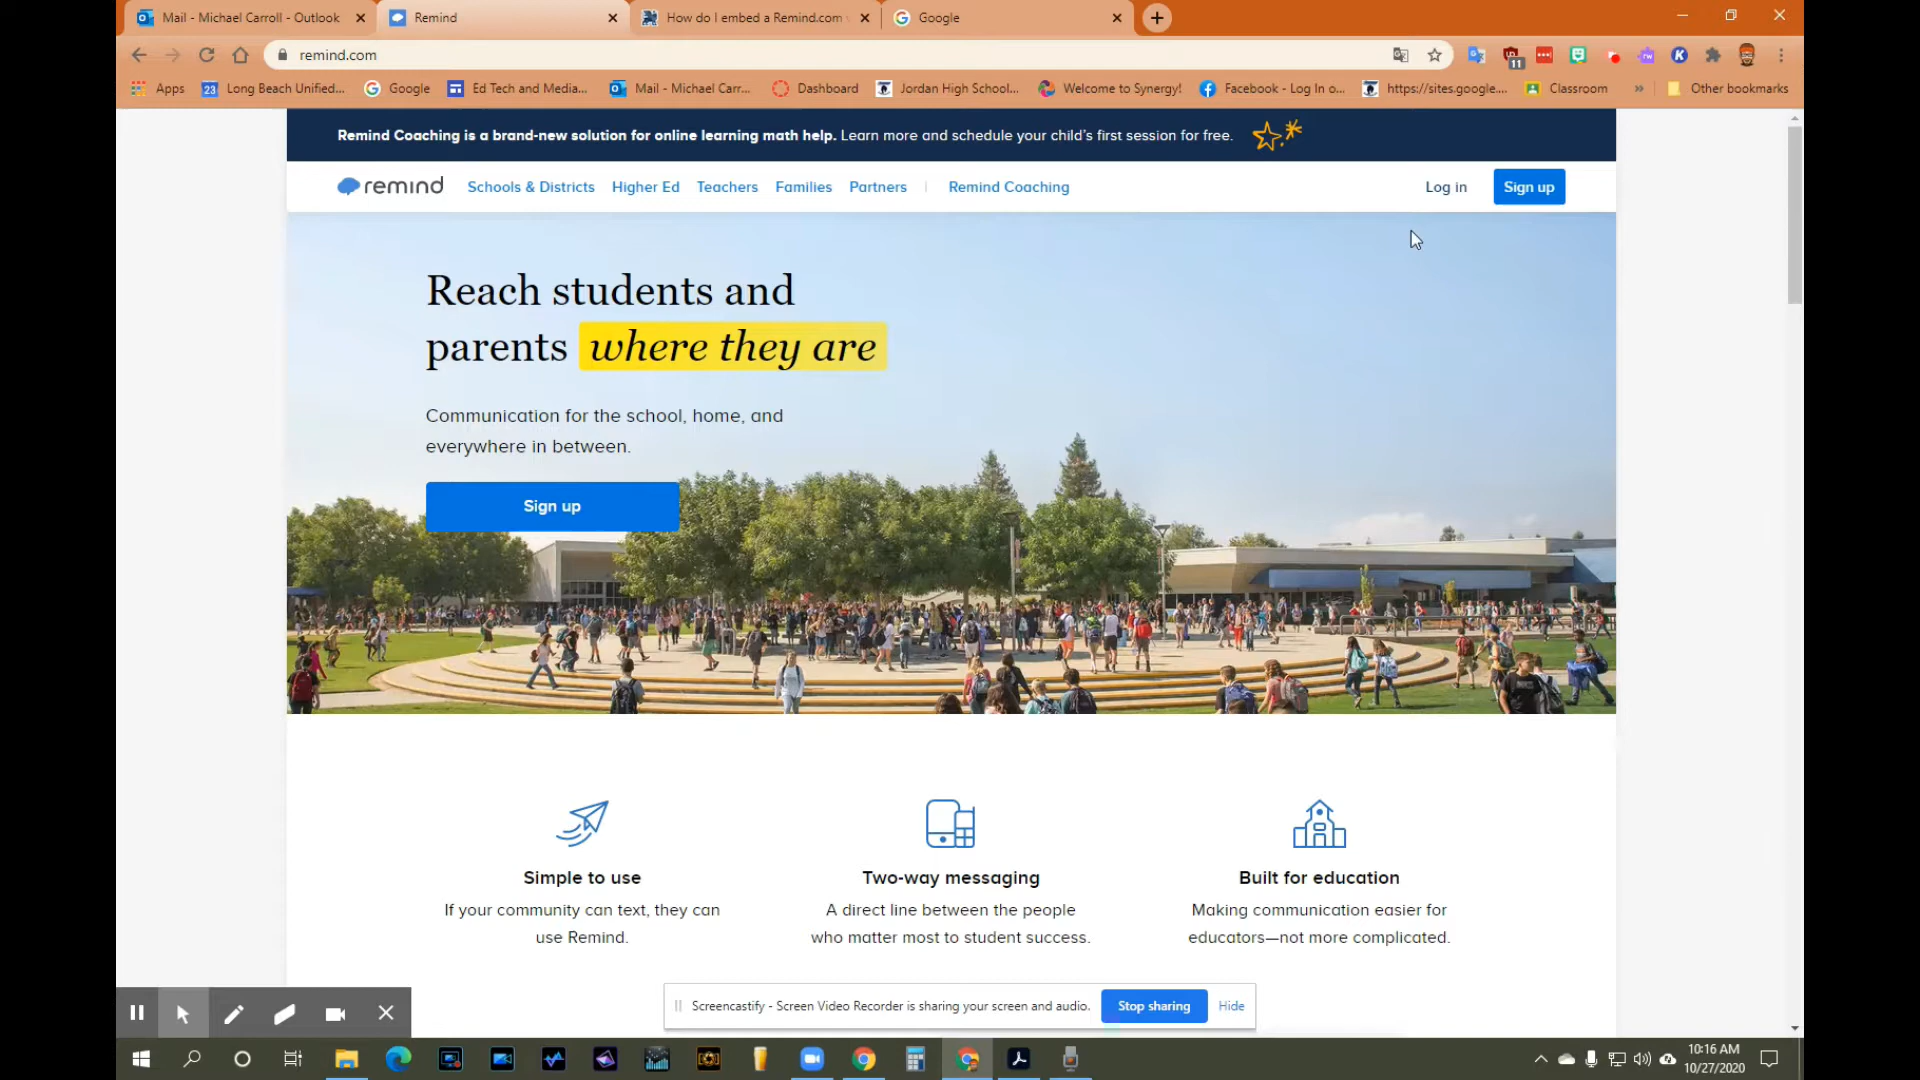 Mail - Michael Carroll - Outlook
Remind
How do I embed a Remind.com
Google
remind.com
11
Apps
23
Long Beach Unified...
Google
Ed Tech and Media...
Mail - Michael Carr...
Dashboard
Jordan High School...
Welcome to Synergy!
Facebook - Log In o...
https://sites.google....
Classroom
»
Other bookmarks
Remind Coaching is a brand-new solution for online learning math help. Learn more and schedule your child's first session for free.
remind
Schools & Districts
Higher Ed
Teachers
Families
Partners
Remind Coaching
Log in
Sign up
Reach students and
parents where they are
Communication for the school, home, and
everywhere in between.
Sign up
Simple to use
If your community can text, they can
use Remind.
Two-way messaging
A direct line between the people
who matter most to student success.
Built for education
Making communication easier for
educators—not more complicated.
Screencastify - Screen Video Recorder is sharing your screen and audio.
Stop sharing
Hide
10:16 AM
10/27/2020